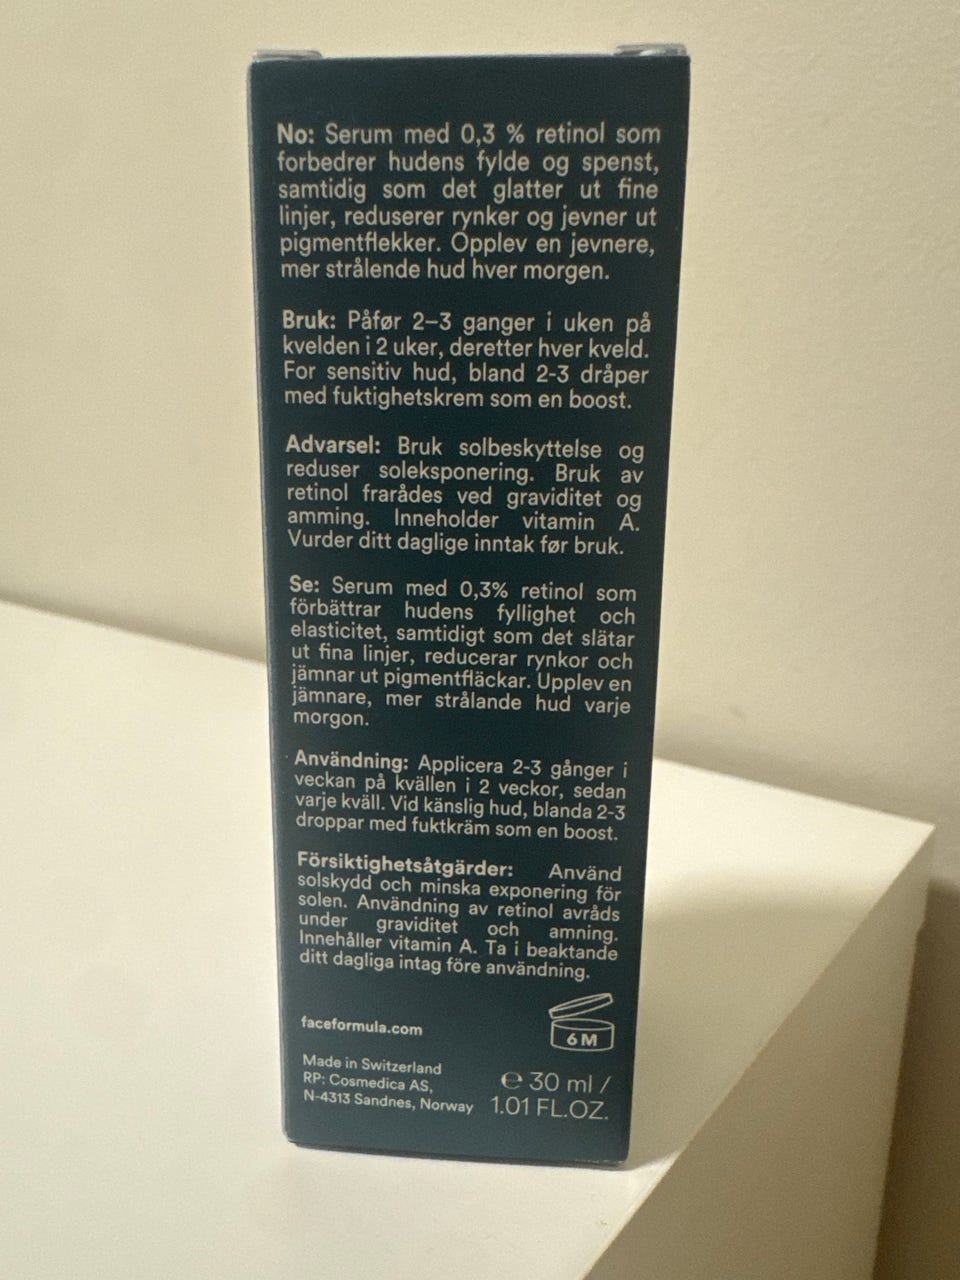 No: Serum med 0,3 % retinol som
forbedrer hudens fylde og spenst,
samtidig som det glatter ut fine
linjer, reduserer rynker og jevner ut
pigmentflekker. Opplev en jevnere,
mer strålende hud hver morgen.
Bruk: Påfør 2–3 ganger i uken på
kvelden i 2 uker, deretter hver kveld.
For sensitiv hud, bland 2-3 dråper
med fuktighetskrem som en boost.
Advarsel: Bruk solbeskyttelse og
reduser soleksponering. Bruk av
retinol frarådes ved graviditet og
amming. Inneholder vitamin A.
Vurder ditt daglige inntak før bruk.
Se: Serum med 0,3% retinol som
förbättrar hudens fyllighet och
elasticitet, samtidigt som det slätar
ut fina linjer, reducerar rynkor och
jämnar ut pigmentfläckar. Upplev en
jämnare, mer strålande hud varje
morgon.
Användning: Applicera 2-3 gånger i
veckan på kvällen i 2 veckor, sedan
varje kväll. Vid känslig hud, blanda 2-3
droppar med fuktkräm som en boost.
Försiktighetsåtgärder: Använd
solskydd och minska exponering för
solen. Användning av retinol avråds
under graviditet och amning.
Innehåller vitamin A. Ta i beaktande
ditt dagliga intag före användning.
faceformula.com
6 M
Made in Switzerland
RP: Cosmedica AS,
N-4313 Sandnes, Norway
℮ 30 ml /
1.01 FL.OZ.